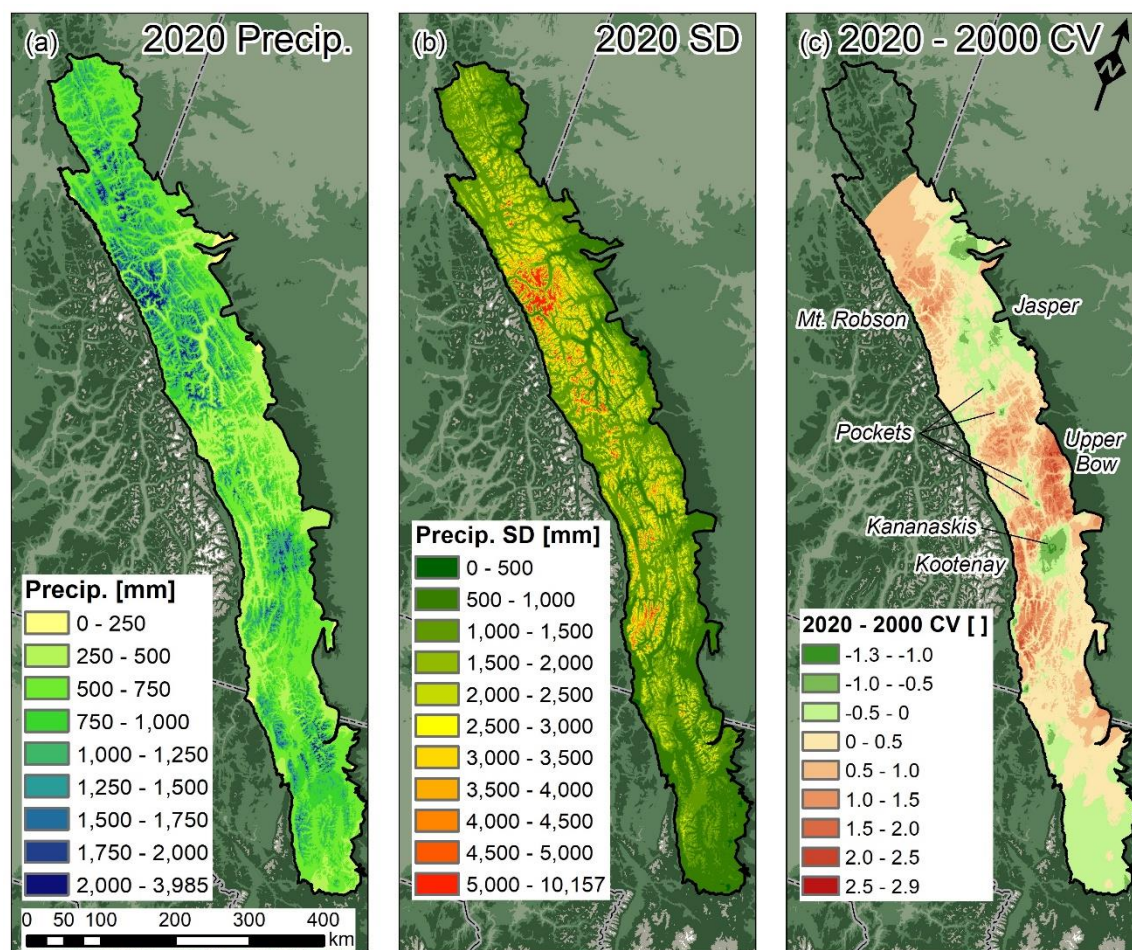 (a) 2020 Precip.
Precip. [mm]
0 - 250
250 - 500
500 - 750
750 - 1,000
1,000 - 1,250
1,250 - 1,500
1,500 - 1,750
1,750 - 2,000
2,000 - 3,985
0 50 100 200 300 400
km
(b) 2020 SD
Precip. SD [mm]
0 - 500
500 - 1,000
1,000 - 1,500
1,500 - 2,000
2,000 - 2,500
2,500 - 3,000
3,000 - 3,500
3,500 - 4,000
4,000 - 4,500
4,500 - 5,000
5,000 - 10,157
(c) 2020 - 2000 CV
N
Mt. Robson
Jasper
Pockets
Upper
Bow
Kananaskis
Kootenay
2020 - 2000 CV [ ]
-1.3 - -1.0
-1.0 - -0.5
-0.5 - 0
0 - 0.5
0.5 - 1.0
1.0 - 1.5
1.5 - 2.0
2.0 - 2.5
2.5 - 2.9